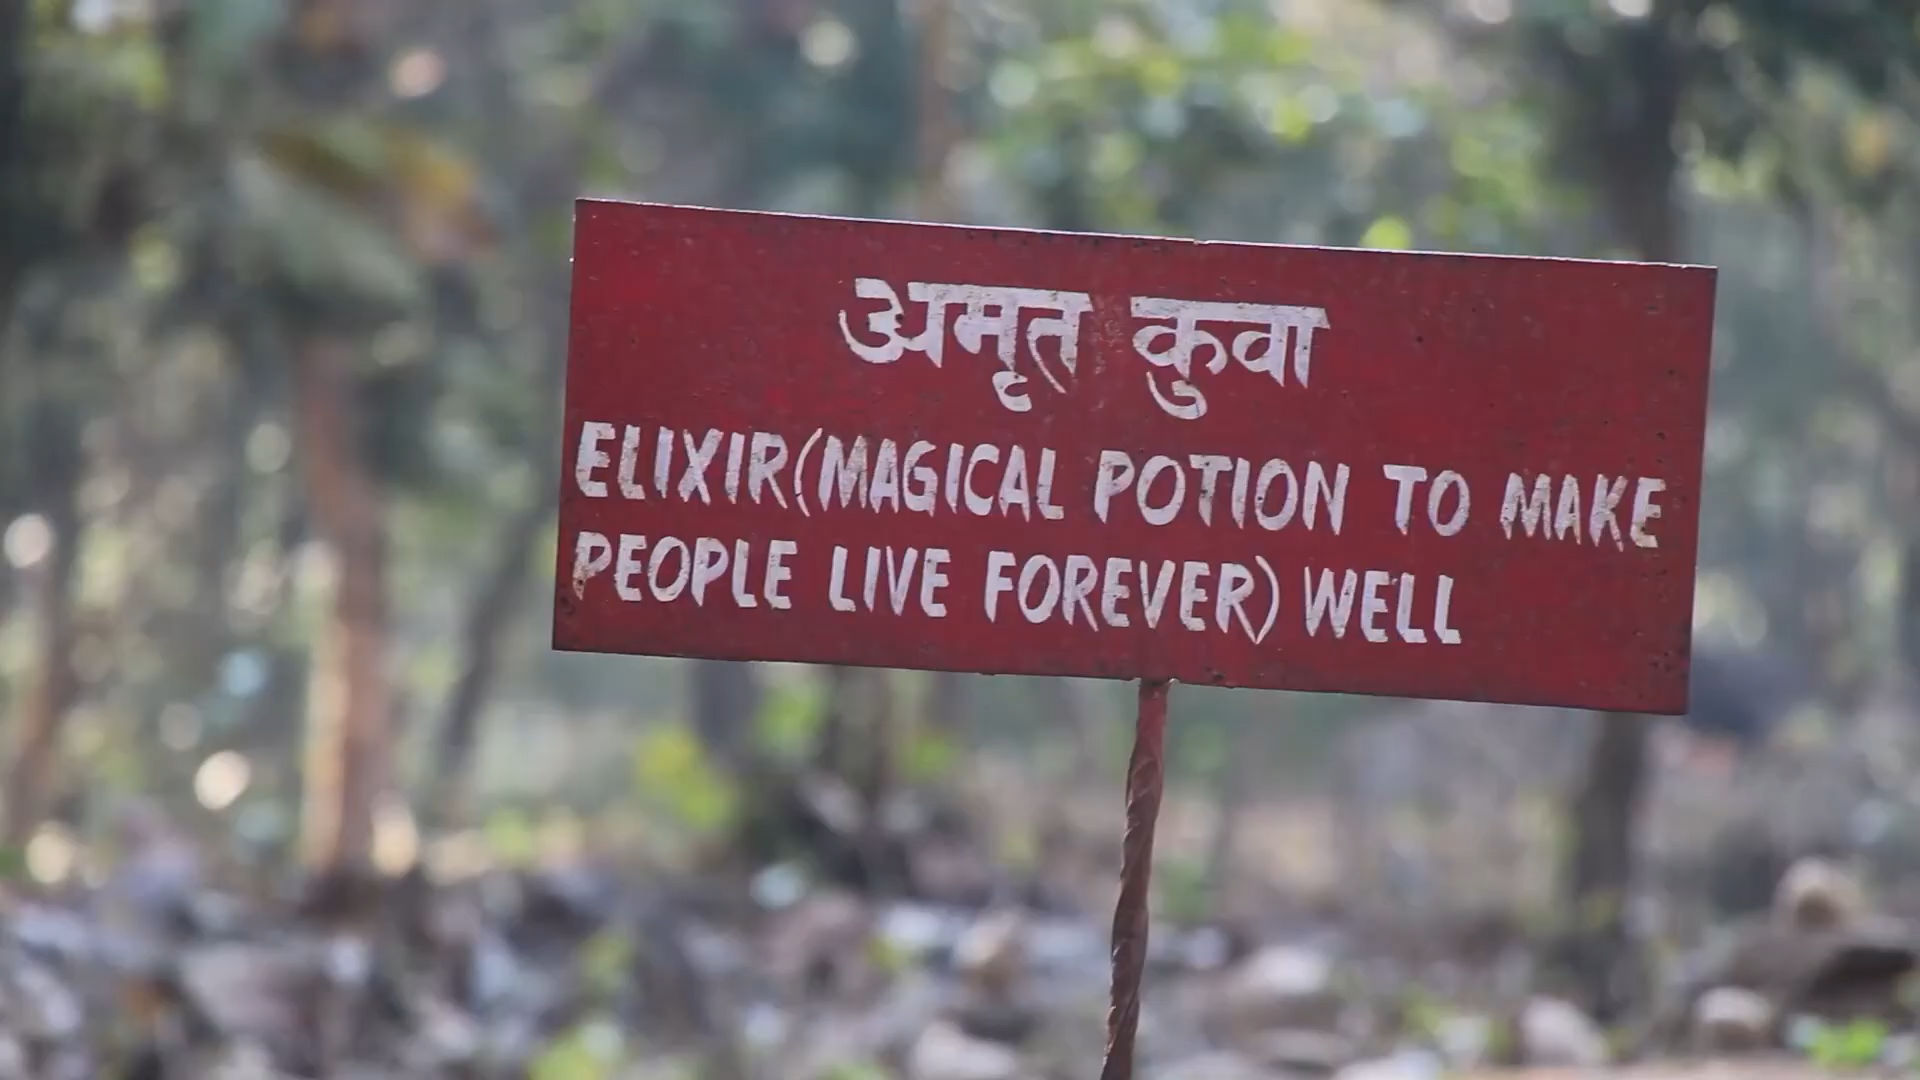 अमृत कुवा
ELIXIR(MAGICAL POTION TO MAKE
PEOPLE LIVE FOREVER) WELL